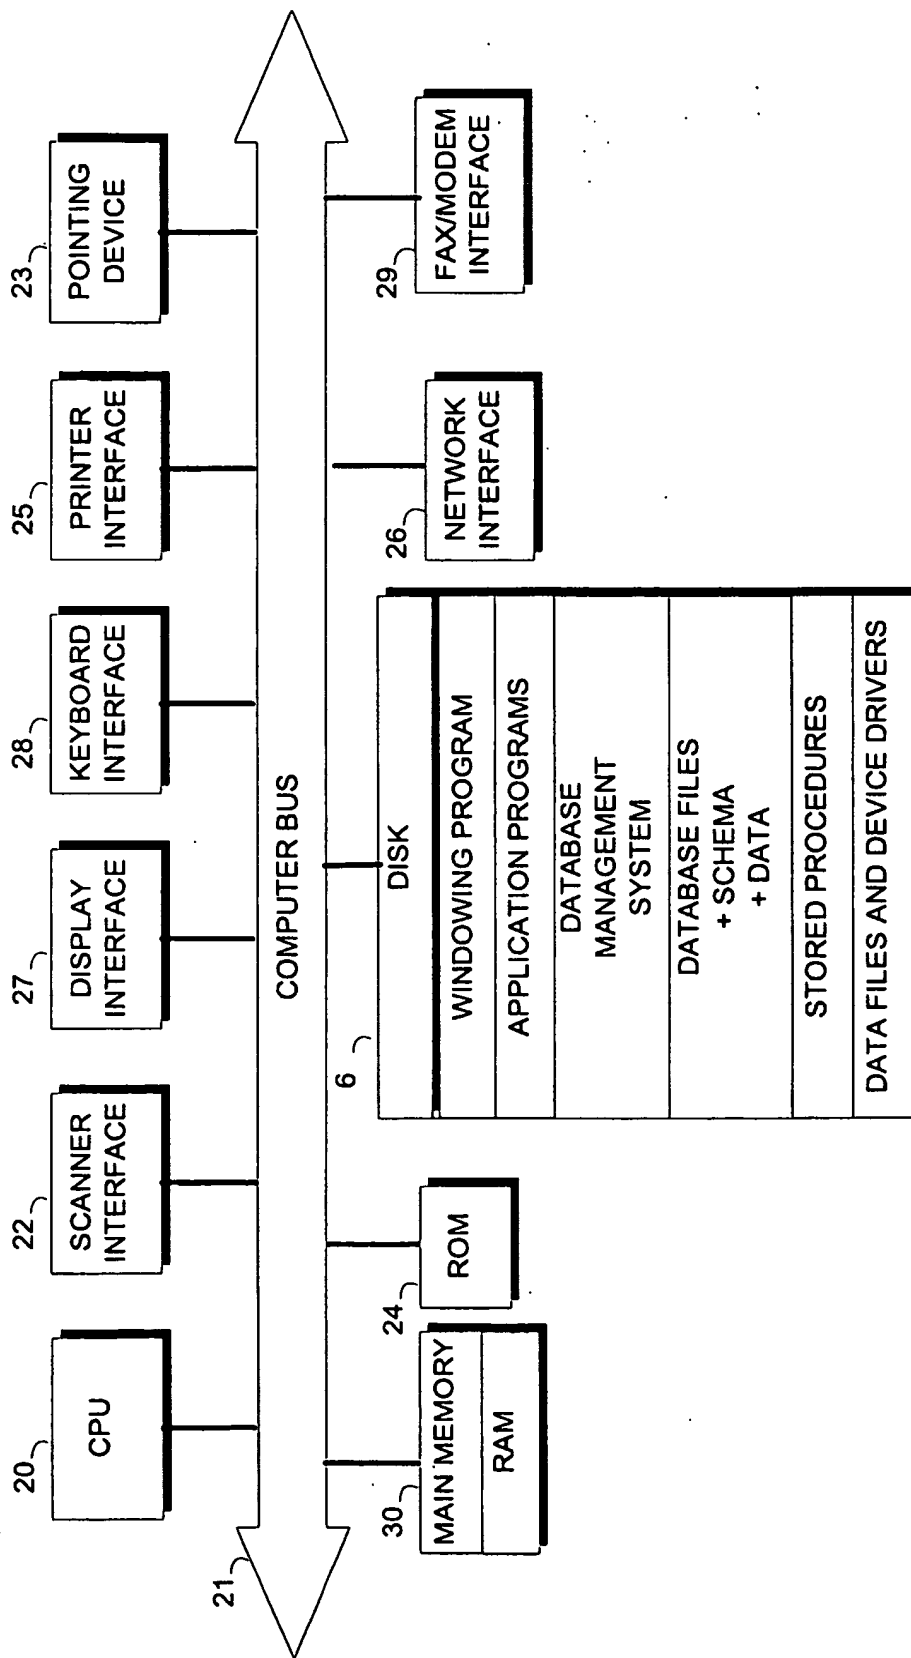 20
CPU
22
SCANNER
INTERFACE
27
DISPLAY
INTERFACE
28
KEYBOARD
INTERFACE
25
PRINTER
INTERFACE
23
POINTING
DEVICE
21
COMPUTER BUS
30
MAIN MEMORY
RAM
24
ROM
6
DISK
WINDOWING PROGRAM
APPLICATION PROGRAMS
DATABASE
MANAGEMENT
SYSTEM
DATABASE FILES
+ SCHEMA
+ DATA
STORED PROCEDURES
DATA FILES AND DEVICE DRIVERS
26
NETWORK
INTERFACE
29
FAX/MODEM
INTERFACE